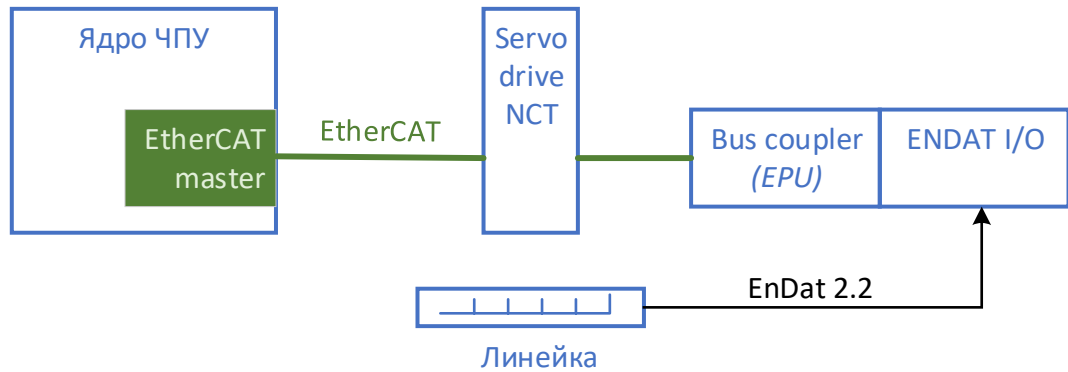 Ядро ЧПУ
EtherCAT
master
EtherCAT
Servo
drive
NCT
Bus coupler
(EPU)
ENDAT I/O
EnDat 2.2
Линейка